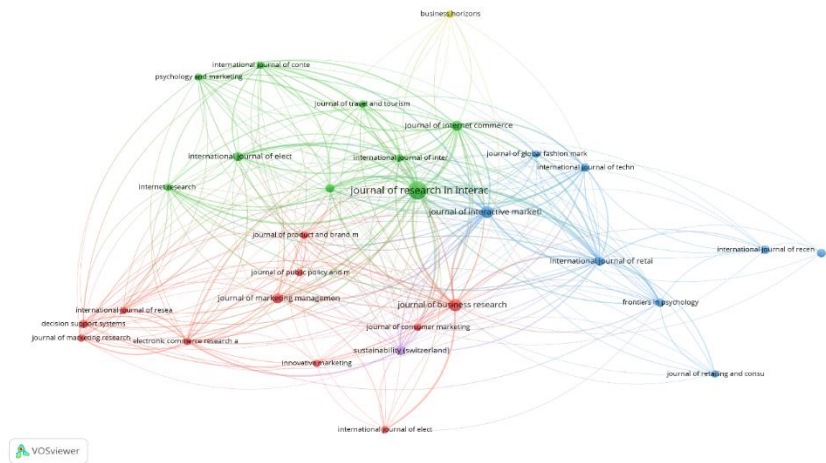 business horizons
international journal of conte
psychology and marketing
journal of travel and tourism
journal of internet commerce
international journal of elect
international journal of inter
journal of global fashion mark
international journal of techn
internet research
journal of research in interac
journal of interactive marketi
journal of product and brand m
international journal of recen
international journal of retai
journal of public policy and m
journal of marketing managemen
journal of business research
frontiers in psychology
international journal of resea
decision support systems
journal of consumer marketing
journal of marketing research
electronic commerce research a
sustainability (switzerland)
innovative marketing
journal of retailing and consu
international journal of elect
VOSviewer